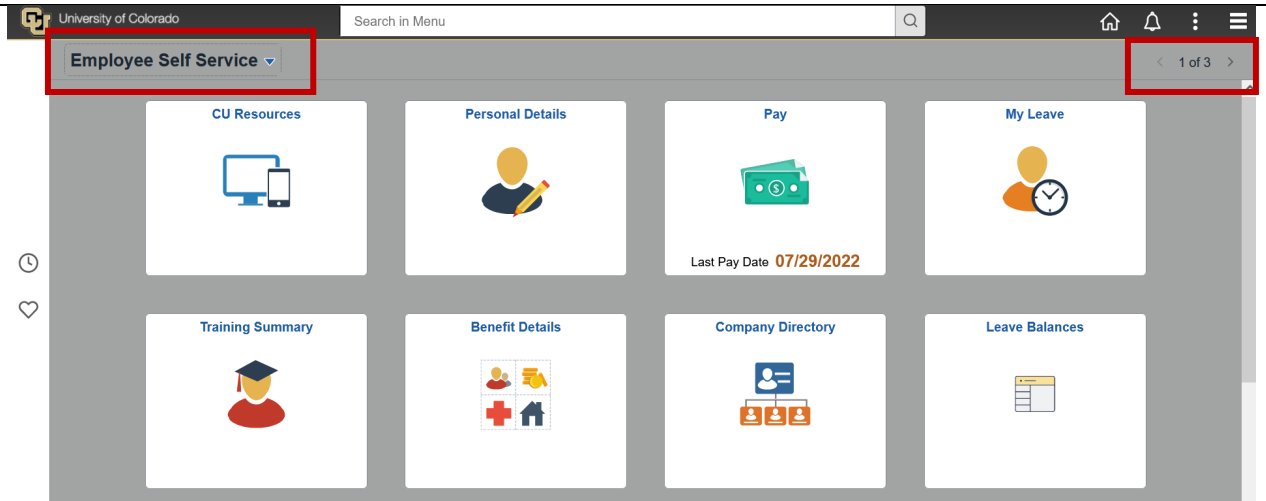 University of Colorado
Search in Menu
Employee Self Service
1 of 3
CU Resources
Personal Details
Pay
My Leave
Last Pay Date 07/29/2022
Training Summary
Benefit Details
Company Directory
Leave Balances